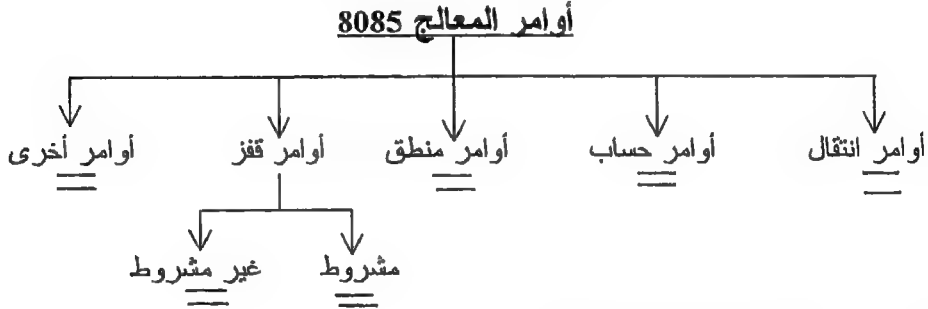 أوامر المعالج 8085
أوامر انتقال أوامر حساب أوامر منطق أوامر قفز أوامر أخرى
مشروط غير مشروط